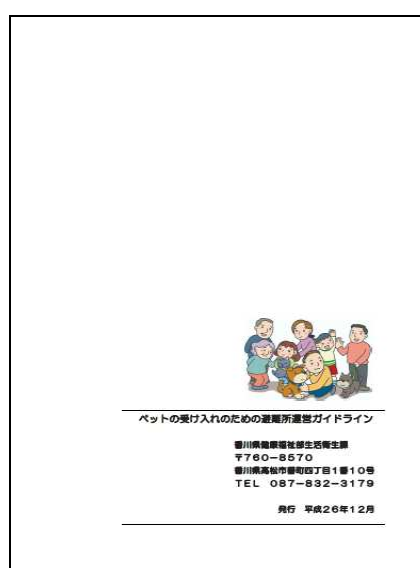 ペットの受け入れのための避難所運営ガイドライン
香川県健康福祉部生活衛生課
〒760－8570
香川県高松市番町四丁目1番10号
TEL　087－832－3179
発行　平成26年12月